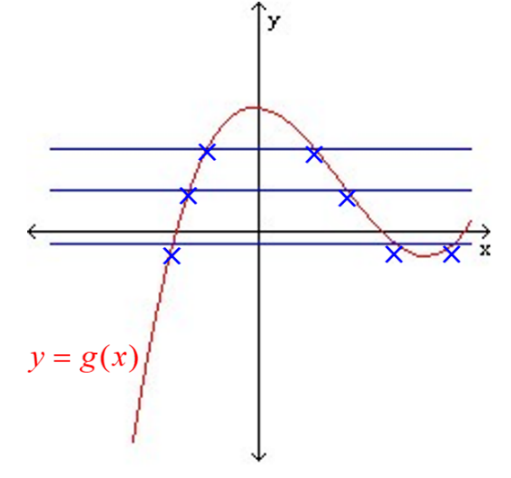 y
x
y = g(x)